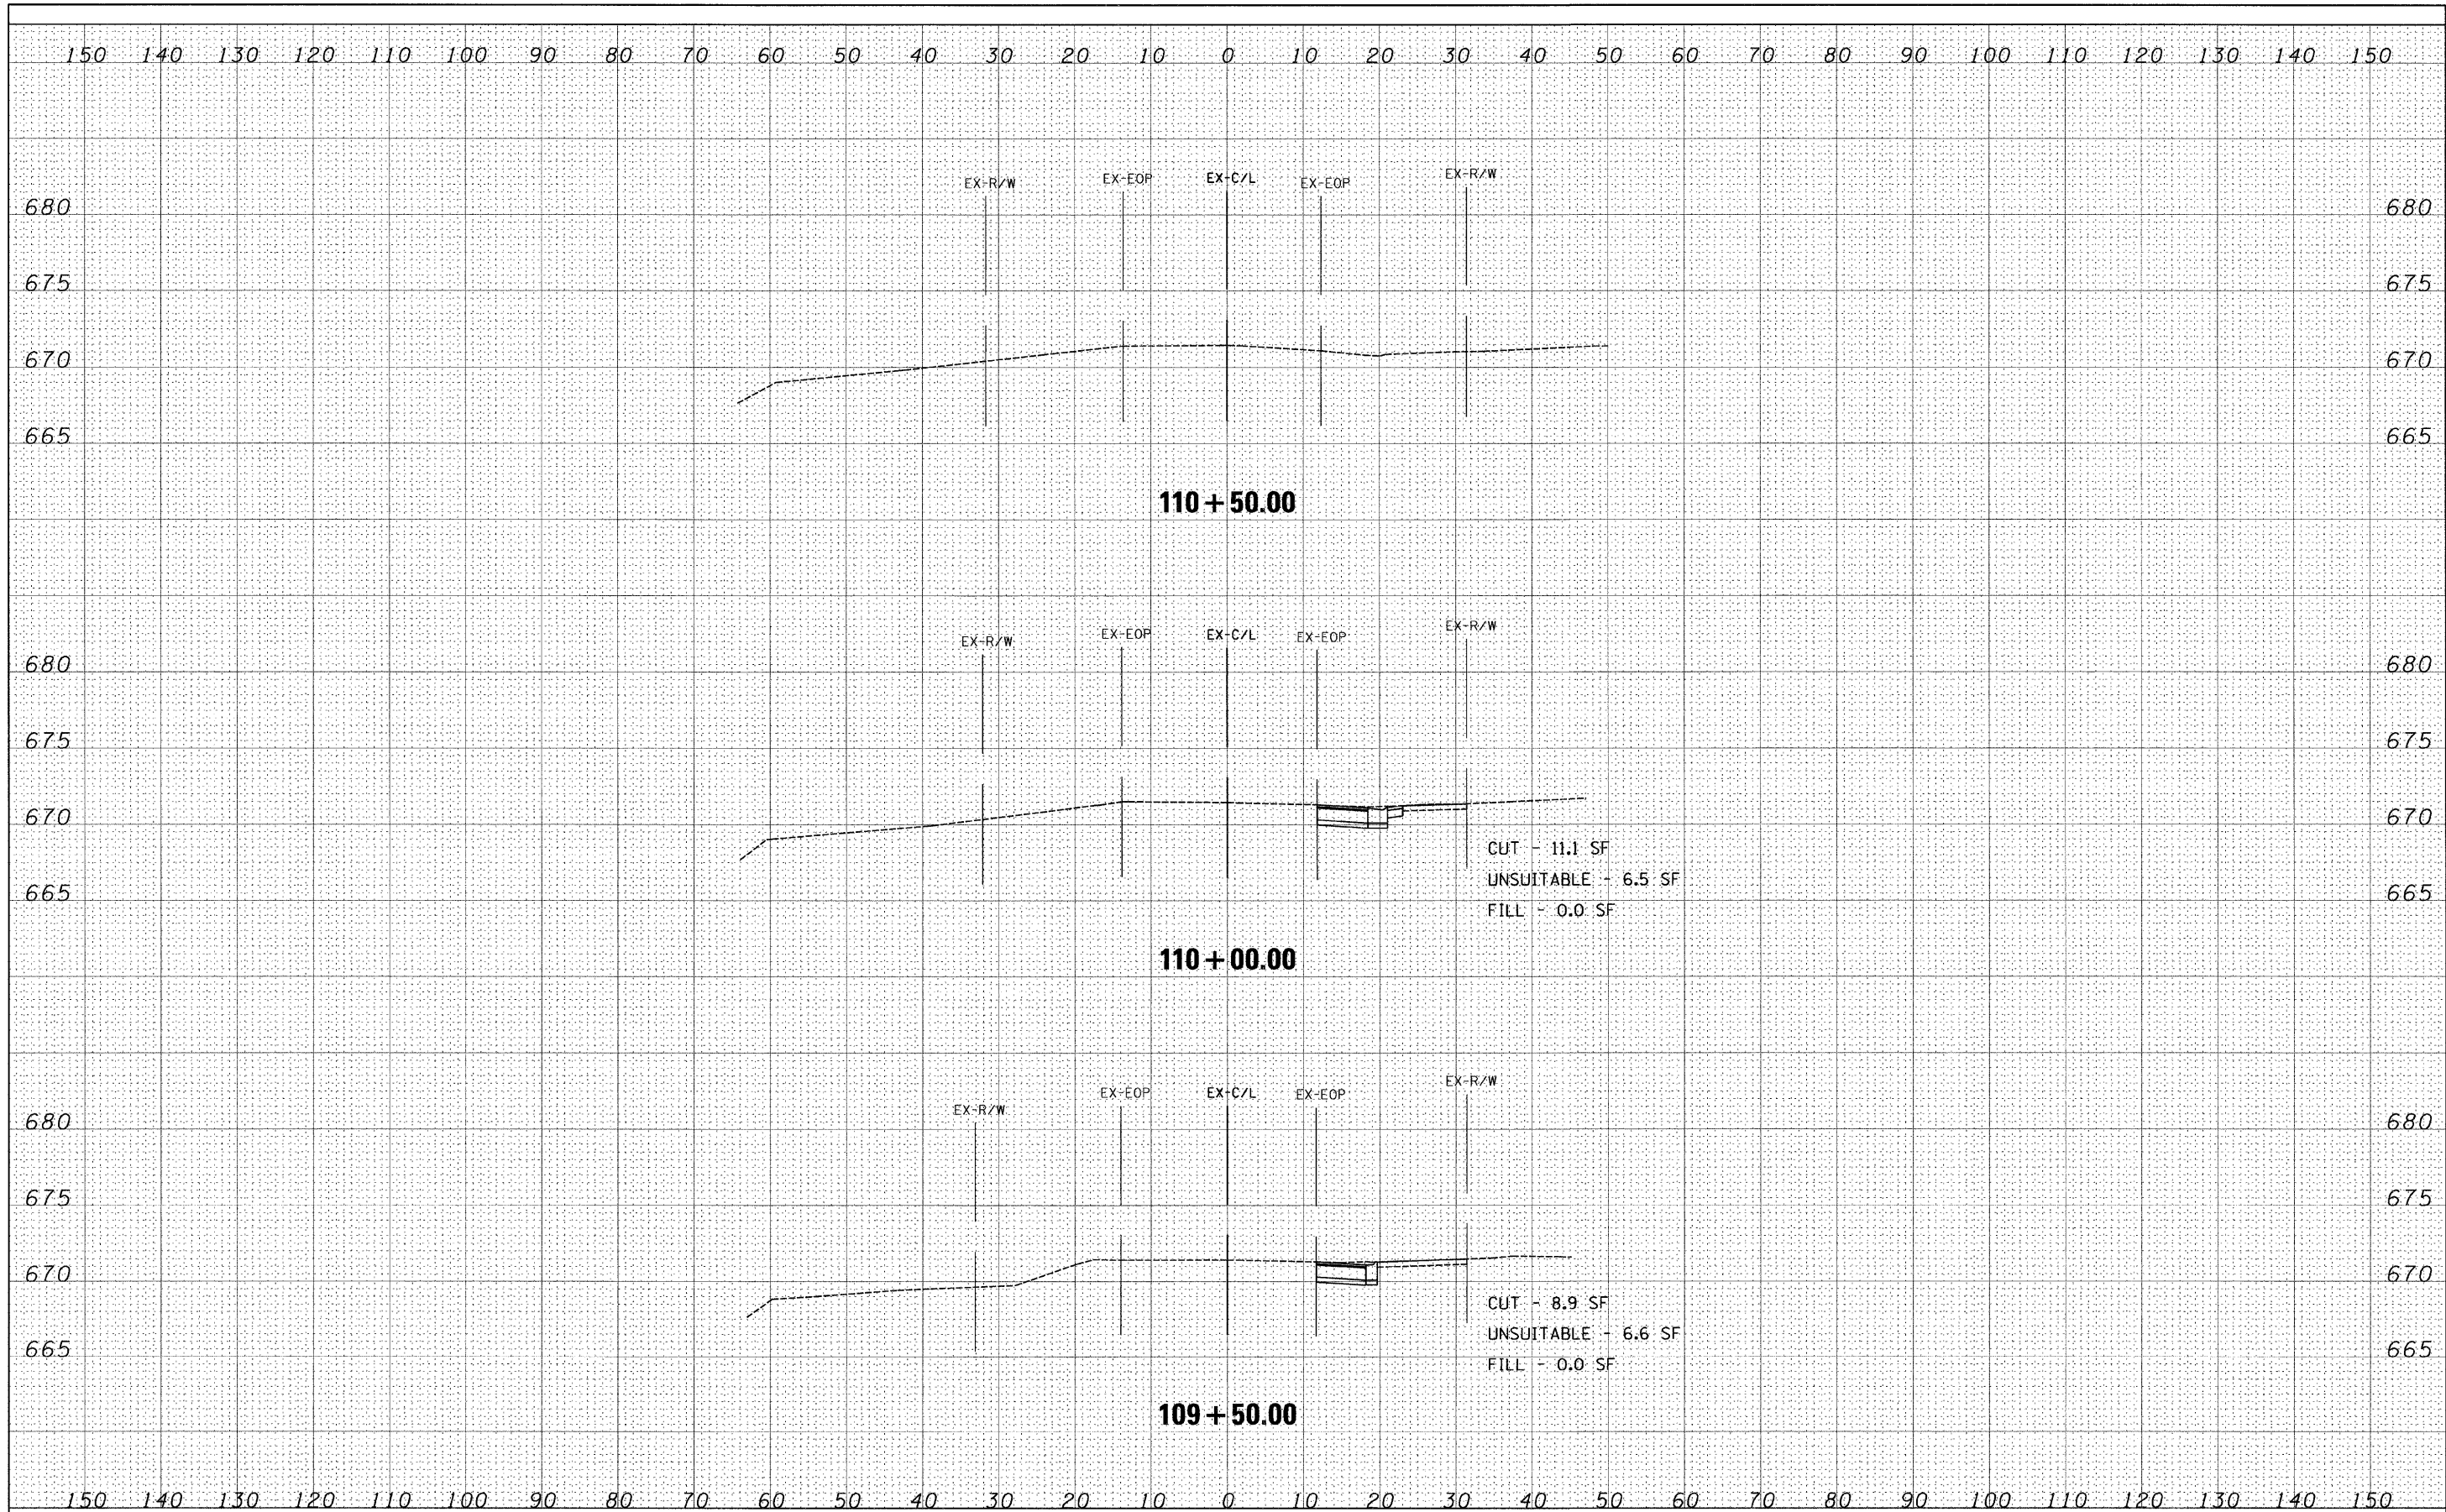 150 140 130 120 110 100 90 80 70 60 50 40 30 20 10 0 10 20 30 40 50 60 70 80 90 100 110 120 130 140 150
EX-R/W EX-EOP EX-C/L EX-EOP EX-R/W
680 680
675 675
670 670
665 665
110+50.00
EX-R/W EX-EOP EX-C/L EX-EOP EX-R/W
680 680
675 675
670 670
CUT - 11.1 SF
UNSUITABLE - 6.5 SF
665 665
FILL - 0.0 SF
110+00.00
EX-R/W EX-EOP EX-C/L EX-EOP EX-R/W
680 680
675 675
670 670
CUT - 8.9 SF
UNSUITABLE - 6.6 SF
665 665
FILL - 0.0 SF
109+50.00
150 140 130 120 110 100 90 80 70 60 50 40 30 20 10 0 10 20 30 40 50 60 70 80 90 100 110 120 130 140 150